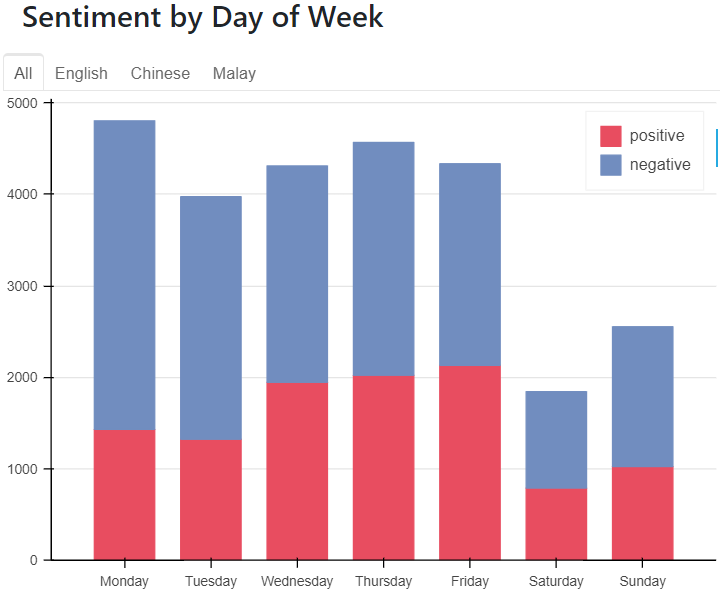 Sentiment by Day of Week
All English Chinese Malay
5000
positive
negative
4000
3000
2000
1000
0
Monday Tuesday Wednesday Thursday Friday Saturday Sunday